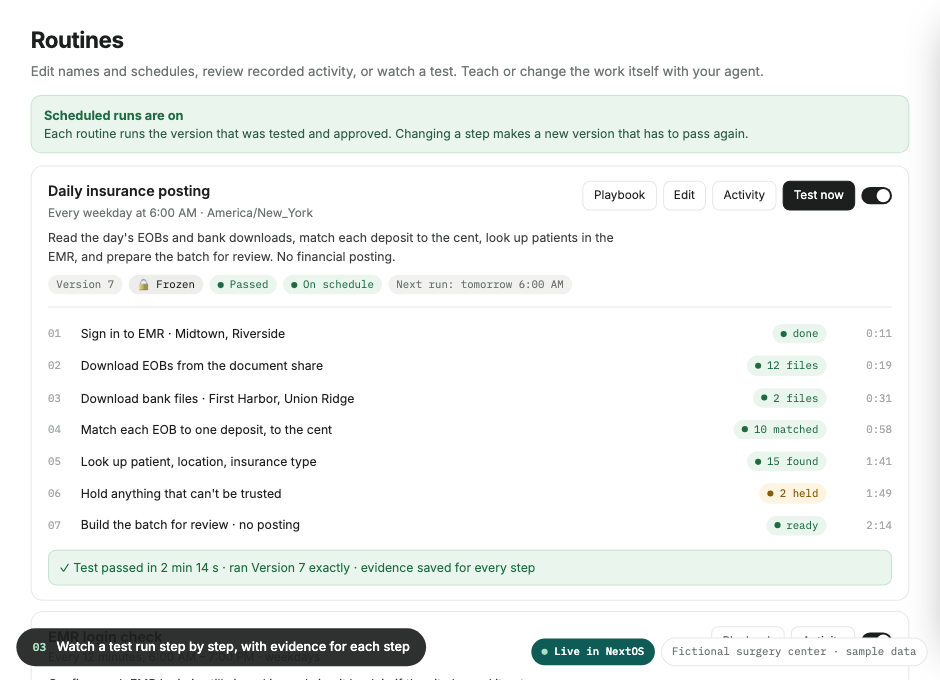 Routines
Edit names and schedules, review recorded activity, or watch a test. Teach or change the work itself with your agent.
Scheduled runs are on
Each routine runs the version that was tested and approved. Changing a step makes a new version that has to pass again.
Daily insurance posting
Playbook Edit Activity Test now
Every weekday at 6:00 AM · America/New_York
Read the day's EOBs and bank downloads, match each deposit to the cent, look up patients in the
EMR, and prepare the batch for review. No financial posting.
Version 7 Frozen Passed On schedule Next run: tomorrow 6:00 AM
01 Sign in to EMR · Midtown, Riverside done 0:11
02 Download EOBs from the document share 12 files 0:19
03 Download bank files · First Harbor, Union Ridge 2 files 0:31
04 Match each EOB to one deposit, to the cent 10 matched 0:58
05 Look up patient, location, insurance type 15 found 1:41
06 Hold anything that can't be trusted 2 held 1:49
07 Build the batch for review · no posting ready 2:14
✓ Test passed in 2 min 14 s · ran Version 7 exactly · evidence saved for every step
EMR login check
03 Watch a test run step by step, with evidence for each step
Live in NextOS Fictional surgery center · sample data